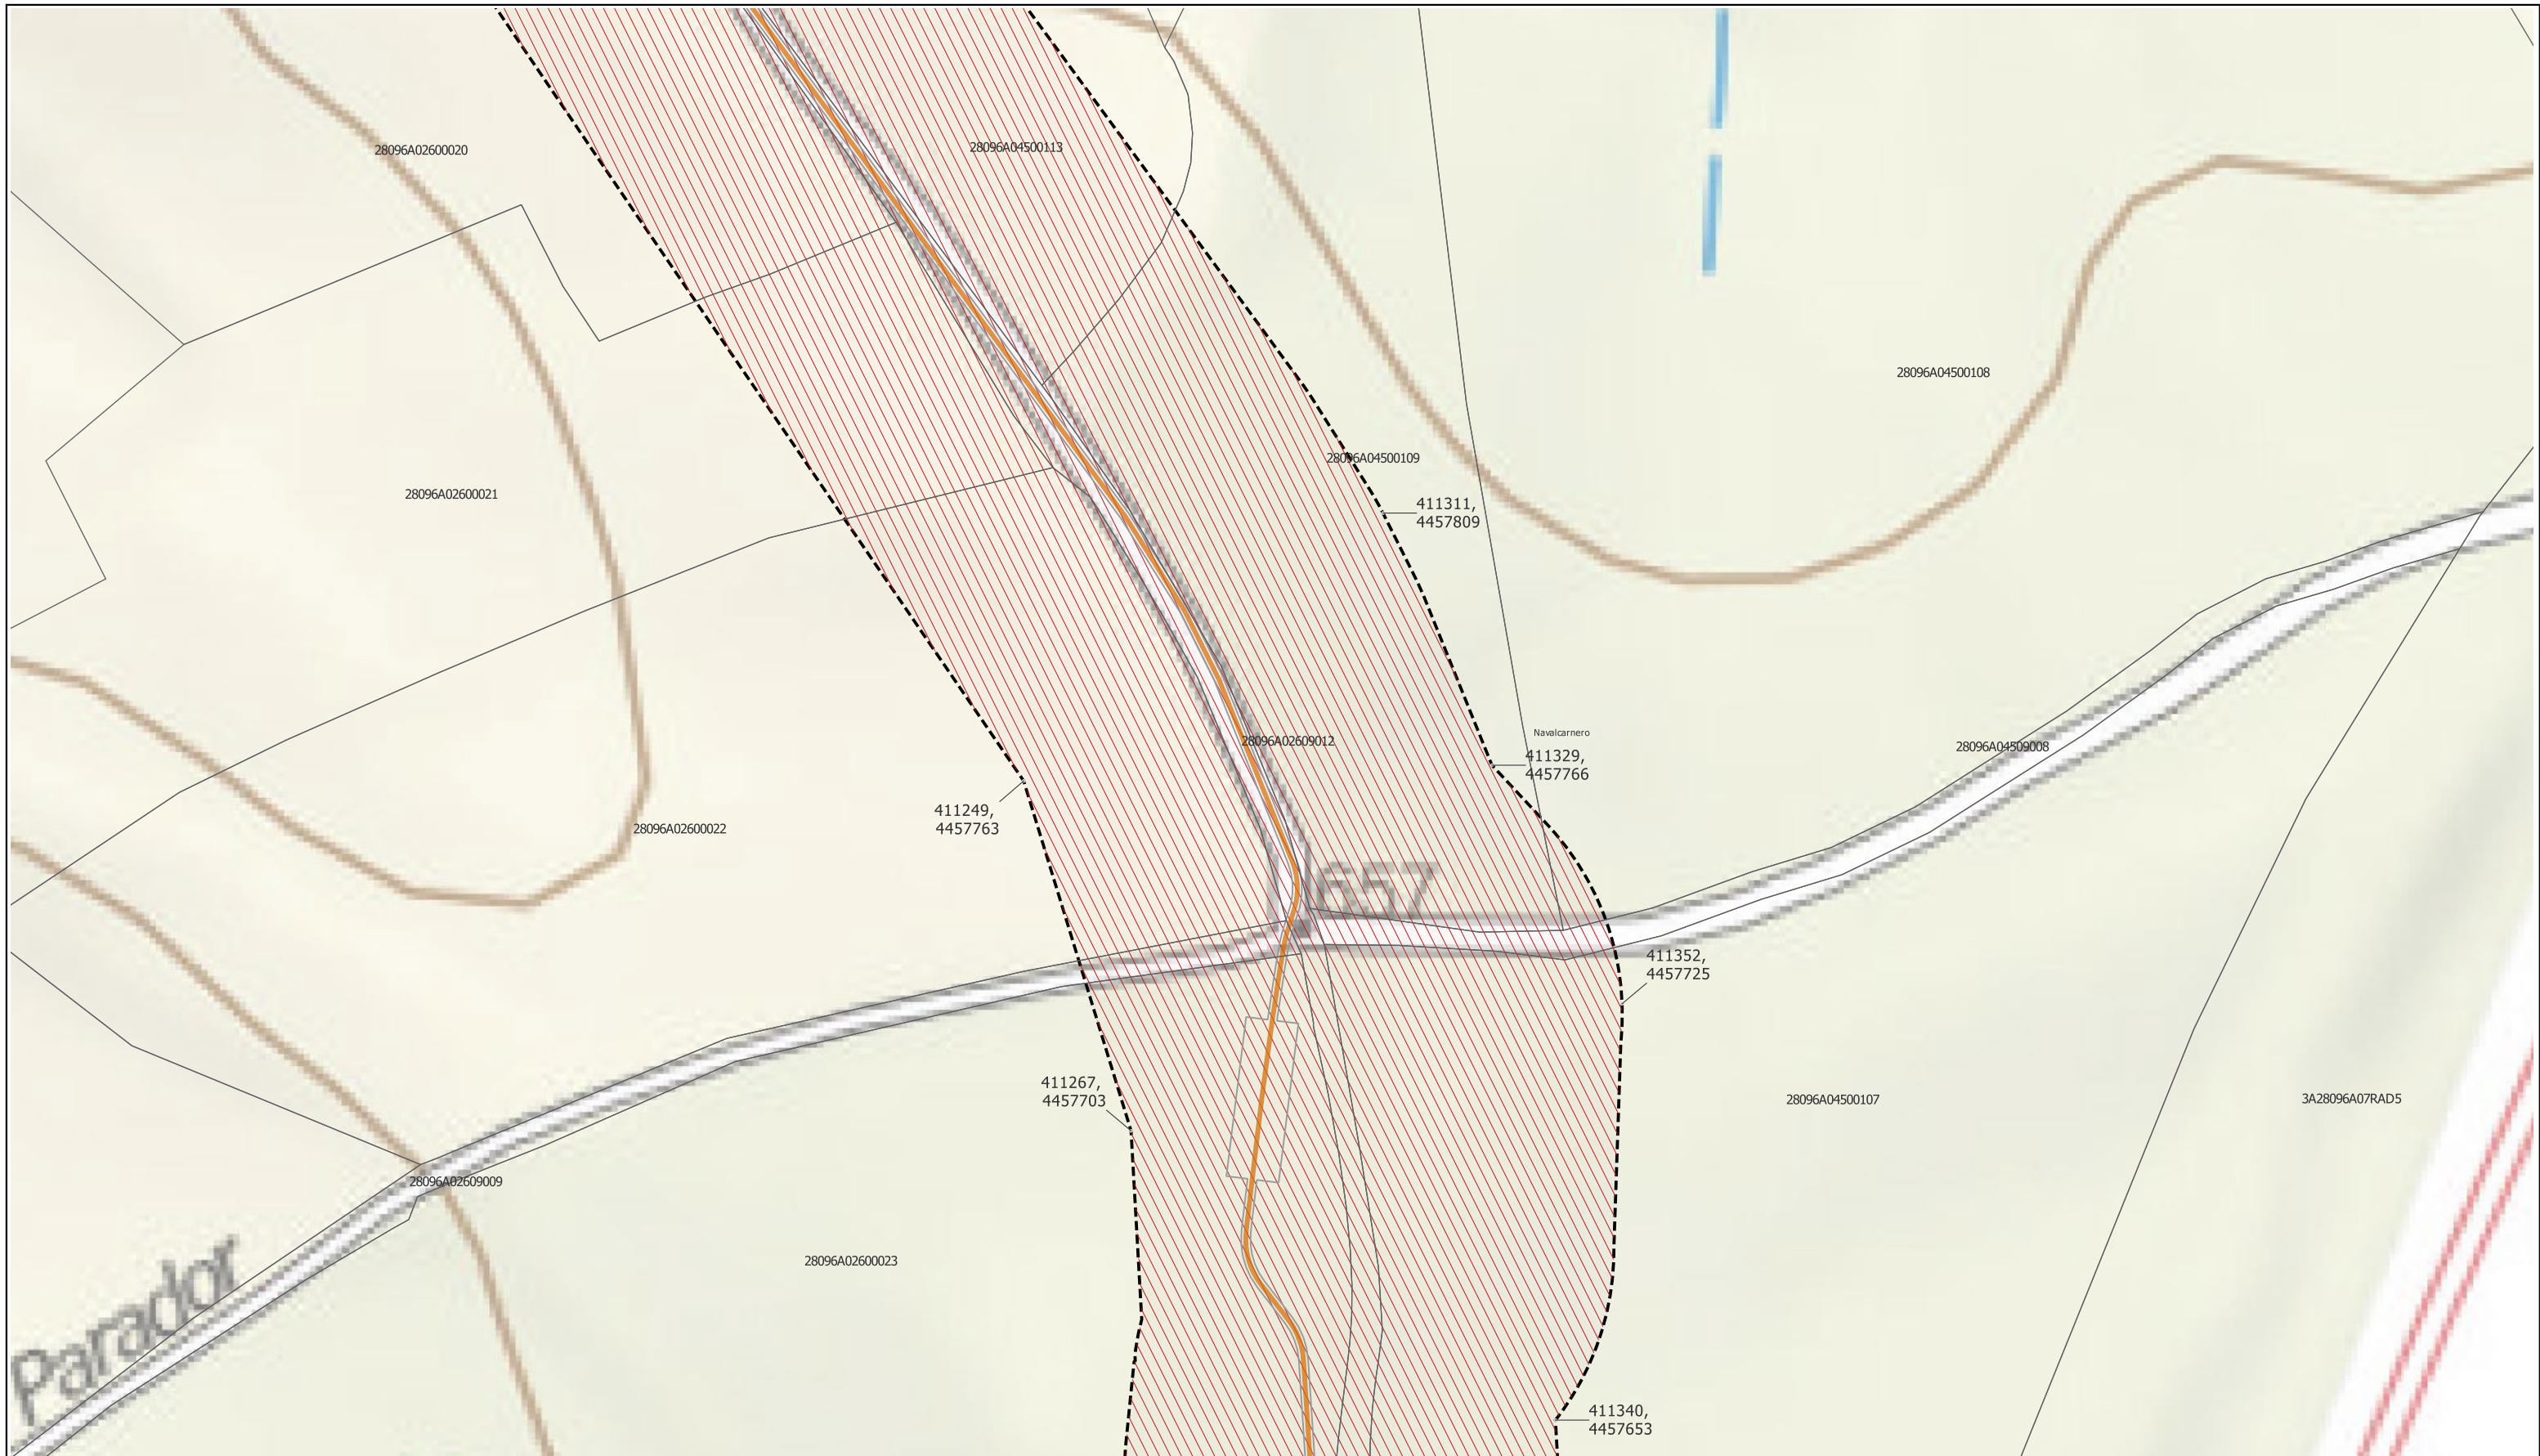 28096A02600020
28096A04500113
28096A04500108
28096A04500109
28096A02600021
411311,
4457809
Navalcarnero
28096A02609012
28096A04509008
411329,
4457766
411249,
4457763
28096A02600022
657
411352,
4457725
411267,
4457703
28096A04500107
3A28096A07RAD5
28096A02609009
28096A02600023
Parador
411340,
4457653